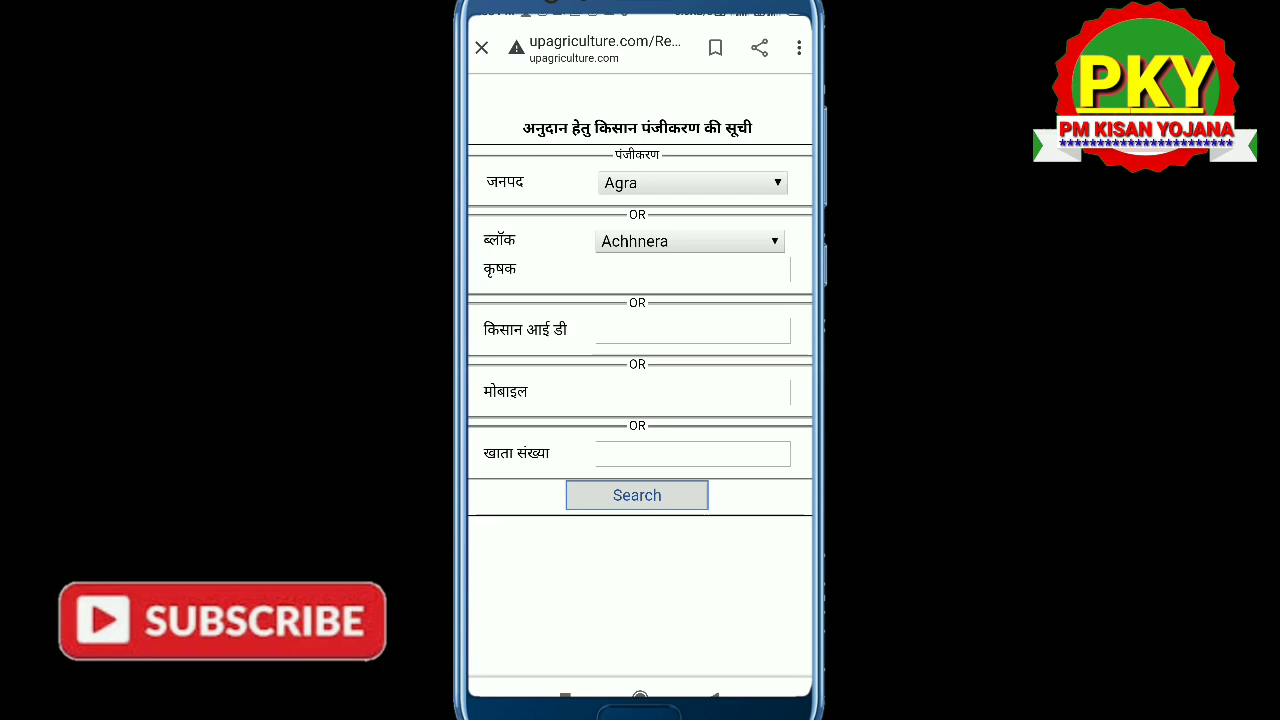 upagriculture.com/Re...
upagriculture.com
अनुदान हेतु किसान पंजीकरण की सूची
पंजीकरण
जनपद Agra
OR
ब्लॉक Achhnera
कृषक
OR
किसान आई डी
OR
मोबाइल
OR
खाता संख्या
Search
PKY
PM KISAN YOJANA
**********************
SUBSCRIBE